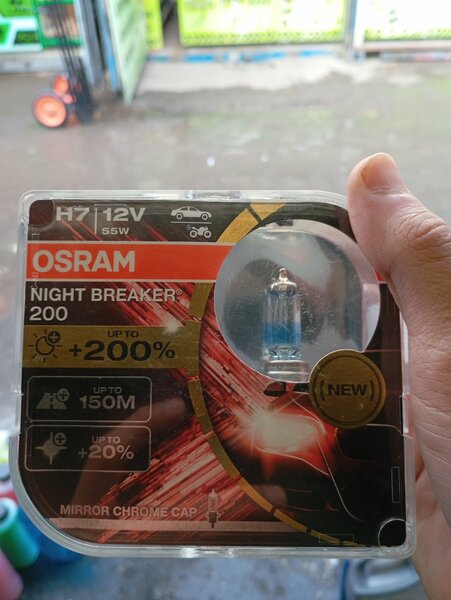 H7 | 12V
55W
OSRAM
NIGHT BREAKER®
200
UP TO
+200%
UP TO
150M
UP TO
+20%
NEW
MIRROR CHROME CAP